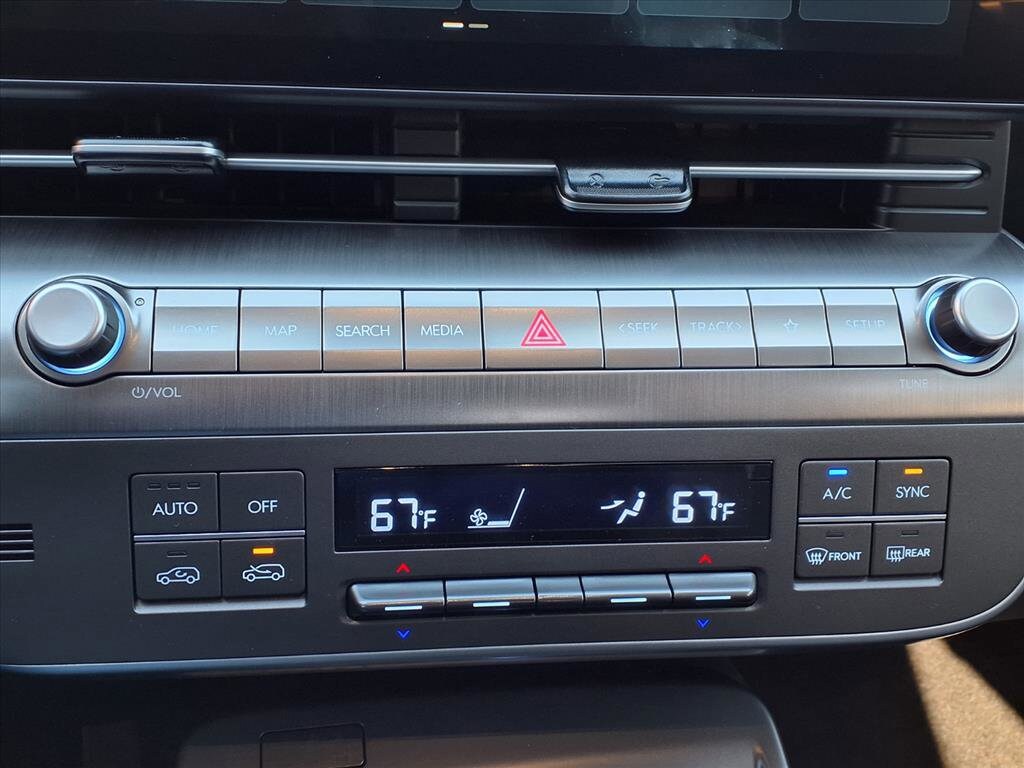 HOME MAP SEARCH MEDIA <SEEK TRACK> SETUP
/VOL TUNE
AUTO OFF 67°F 67°F A/C SYNC
FRONT REAR